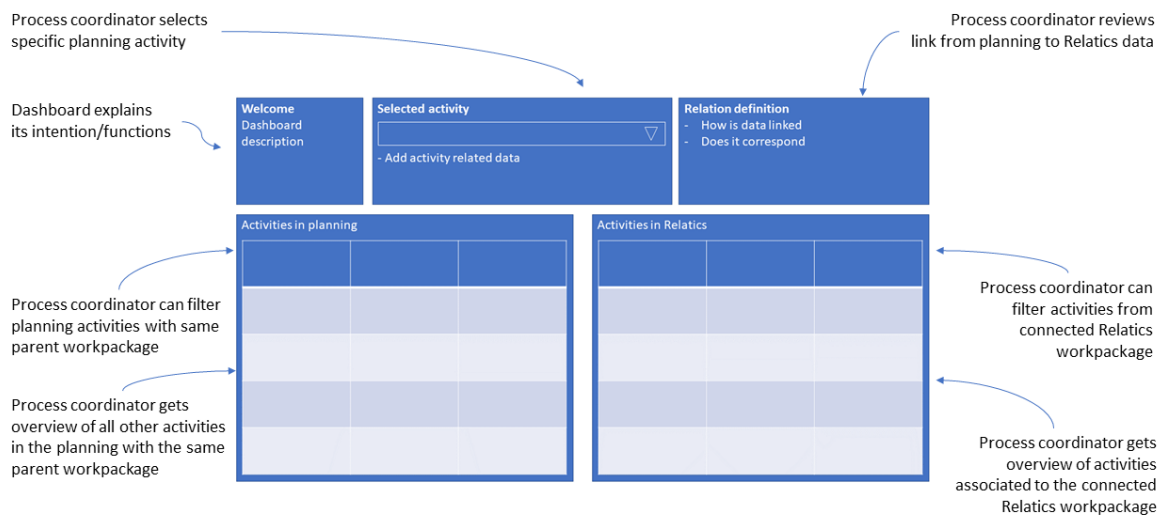 Process coordinator selects
specific planning activity
Process coordinator reviews
link from planning to Relatics data
Dashboard explains
its intention/functions
Welcome
Dashboard
description
Selected activity
- Add activity related data
Relation definition
- How is data linked
- Does it correspond
Activities in planning
Activities in Relatics
Process coordinator can filter
planning activities with same
parent workpackage
Process coordinator gets
overview of all other activities
in the planning with the same
parent workpackage
Process coordinator can
filter activities from
connected Relatics
workpackage
Process coordinator gets
overview of activities
associated to the connected
Relatics workpackage